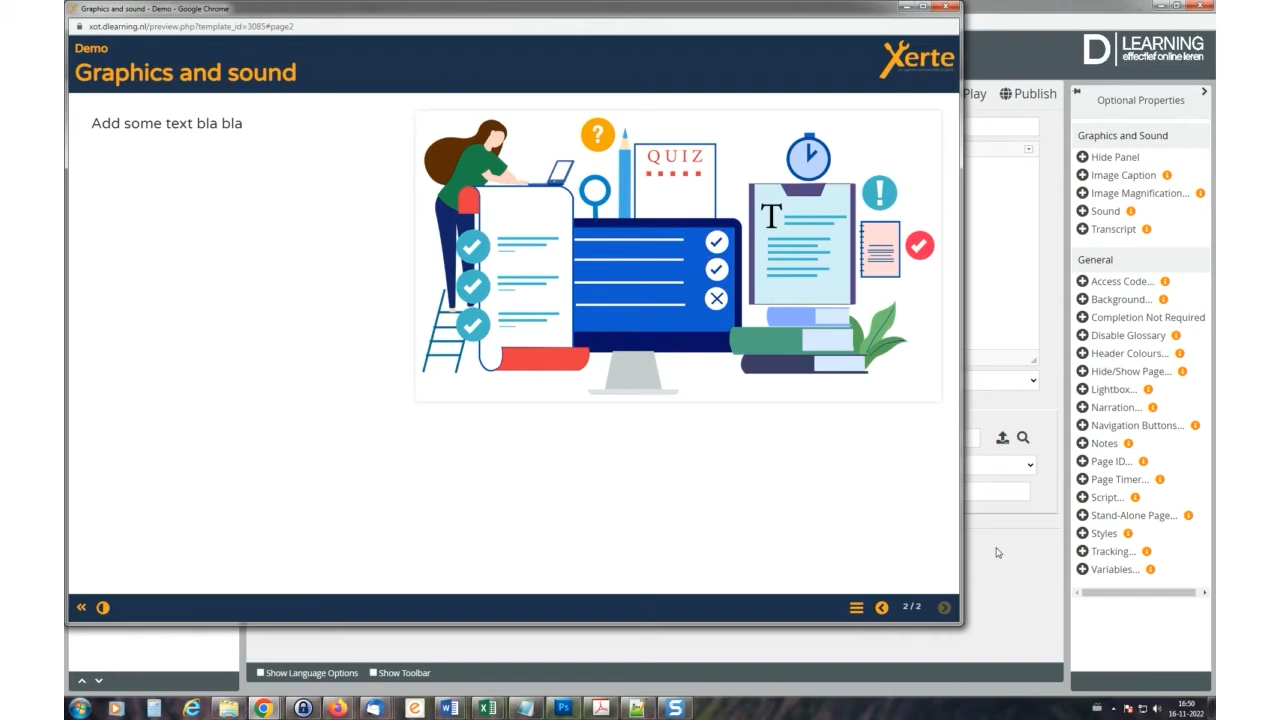 Graphics and sound - Demo - Google Chrome
xot.dlearning.nl/preview.php?template_id=3085#page2
Demo
Graphics and sound
Xerte
Add some text bla bla
?
QUIZ
T
!
2 / 2
D LEARNING
effectief online leren
Play
Publish
Optional Properties
Graphics and Sound
Hide Panel
Image Caption
Image Magnification...
Sound
Transcript
General
Access Code...
Background...
Completion Not Required
Disable Glossary
Header Colours...
Hide/Show Page...
Lightbox...
Narration...
Navigation Buttons...
Notes
Page ID...
Page Timer...
Script...
Stand-Alone Page...
Styles
Tracking...
Variables...
Show Language Options
Show Toolbar
16:50
16-11-2022